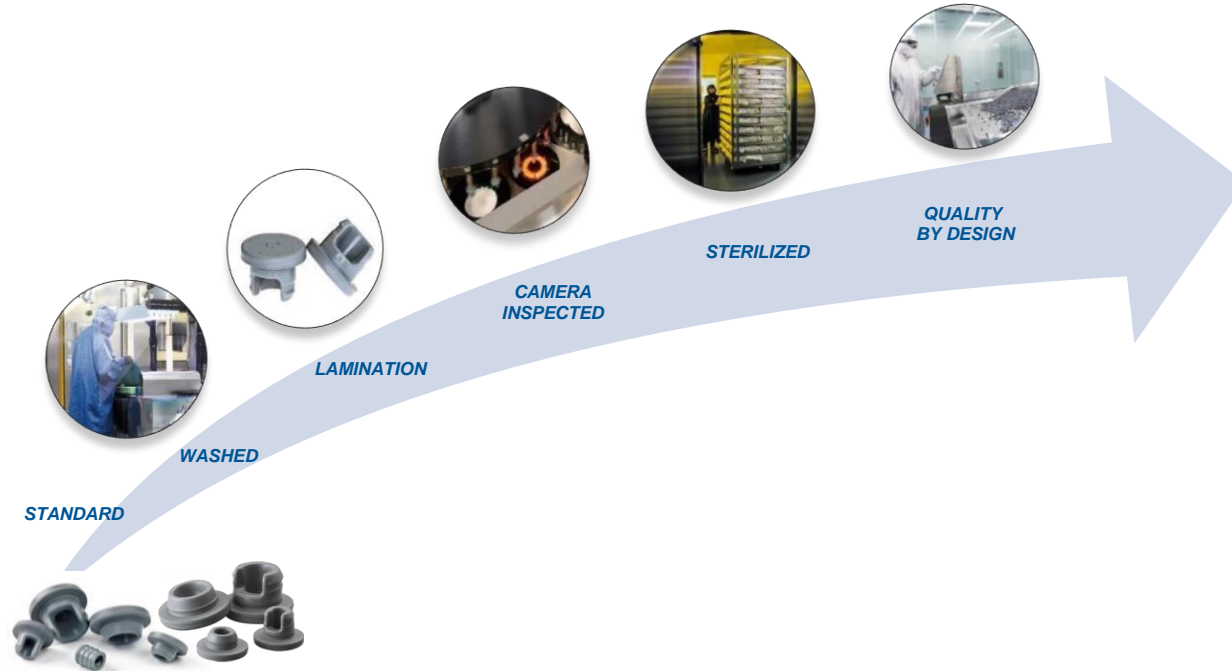 STANDARD
WASHED
LAMINATION
CAMERA
INSPECTED
STERILIZED
QUALITY
BY DESIGN